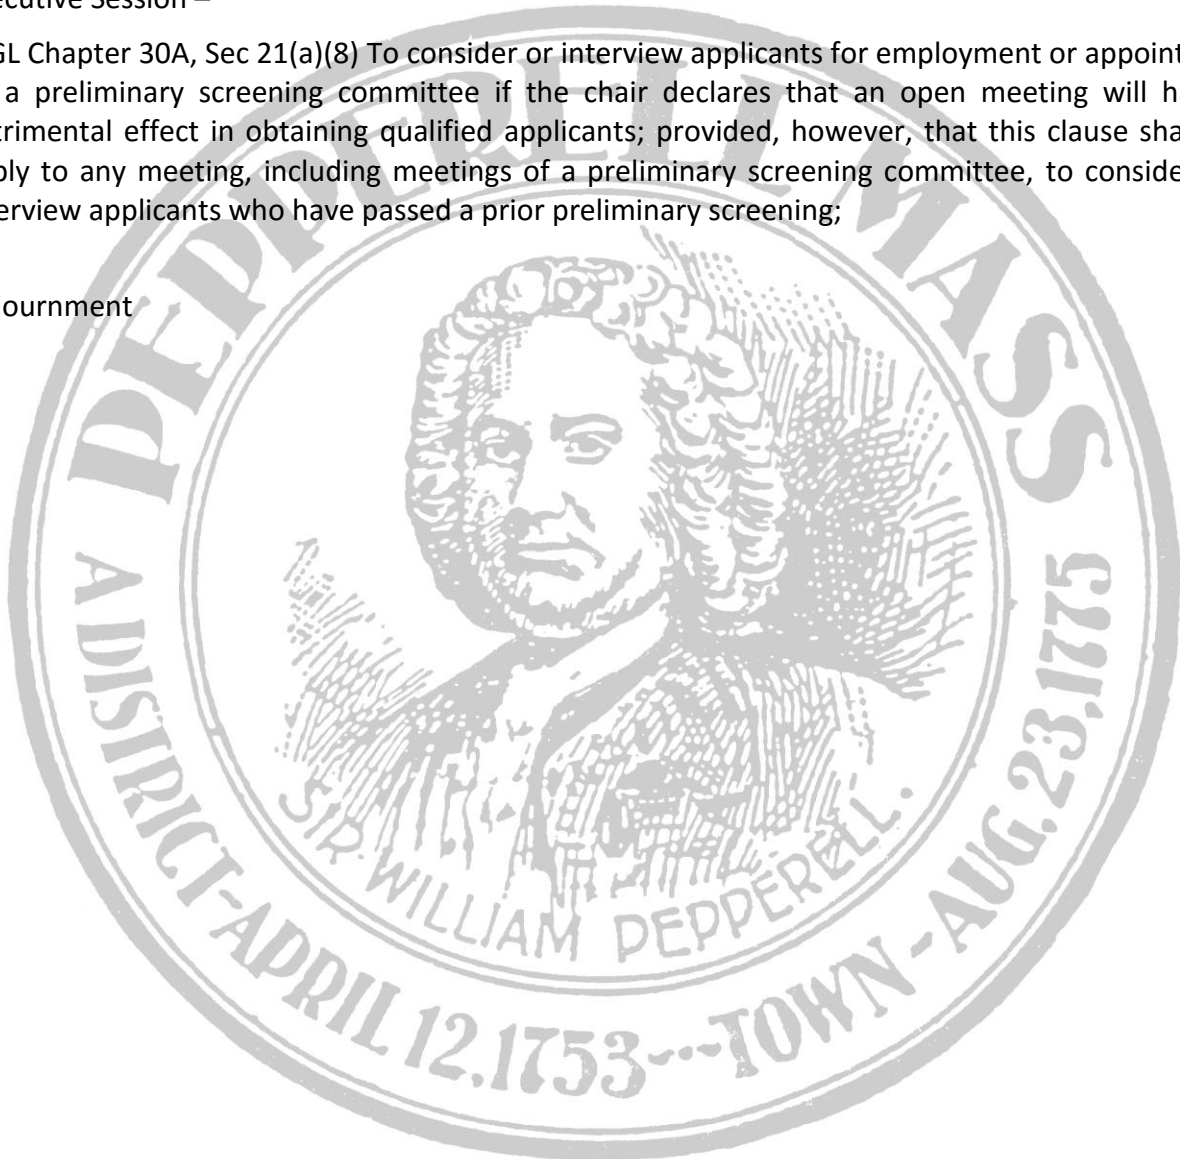 ecutive Session –
GL Chapter 30A, Sec 21(a)(8) To consider or interview applicants for employment or appoint
a preliminary screening committee if the chair declares that an open meeting will h
trimental effect in obtaining qualified applicants; provided, however, that this clause sha
ply to any meeting, including meetings of a preliminary screening committee, to conside
erview applicants who have passed a prior preliminary screening;
ournment
PEPPERELL MASS
A DISTRICT-APRIL 12,1753---TOWN-AUG.23,1775
SIR WILLIAM PEPPERELL.